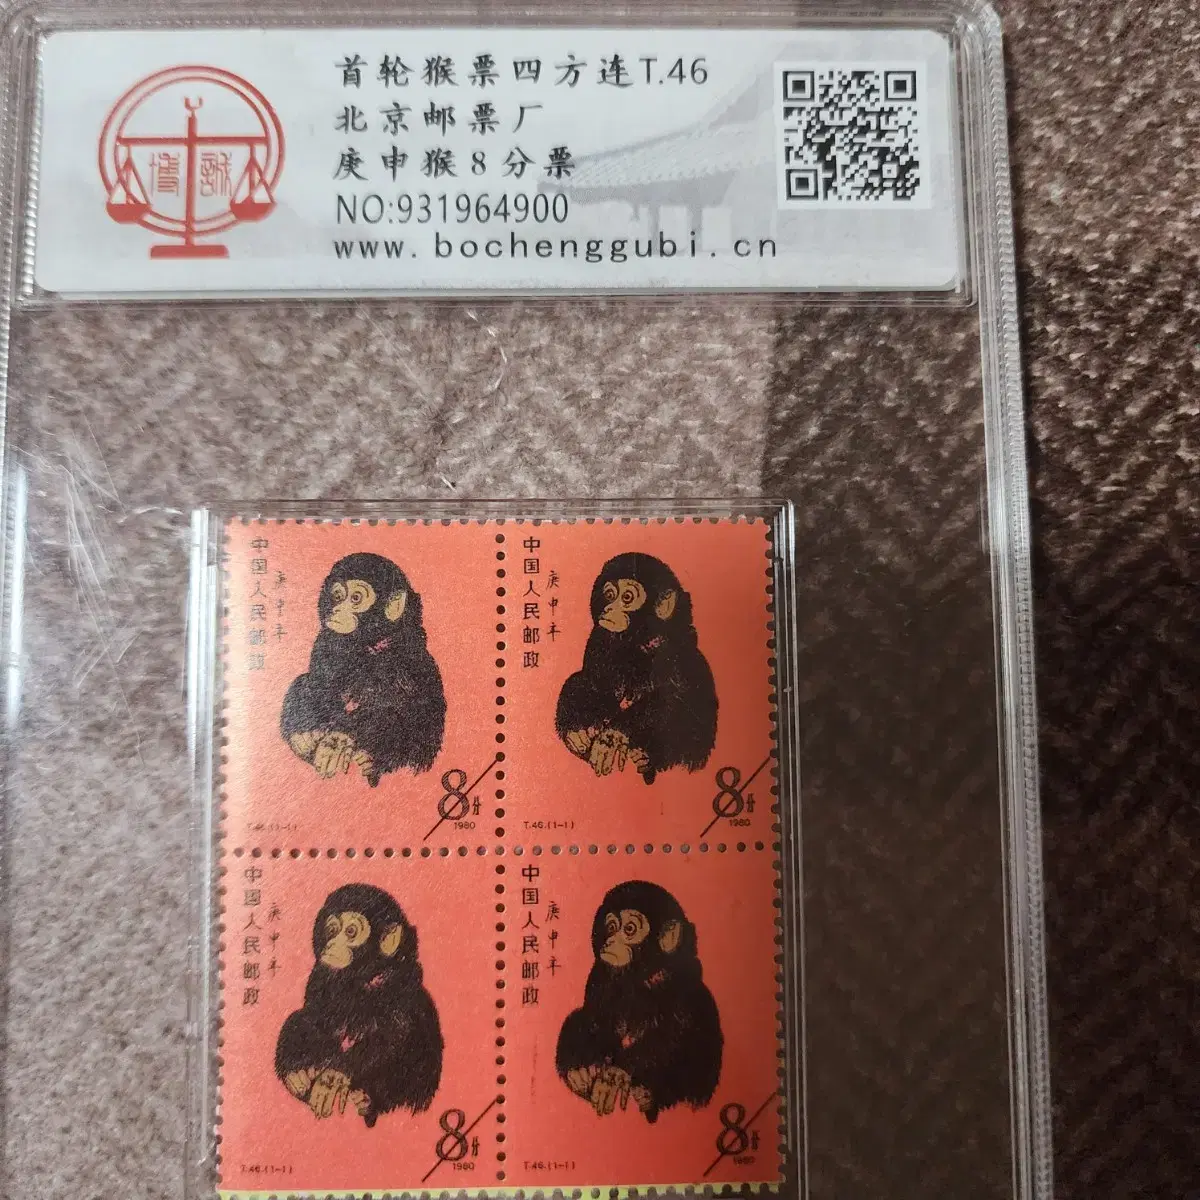 首轮猴票四方连T.46
北京邮票厂
庚申猴8分票
NO:931964900
www.bochenggubi.cn
博誠
中国人民邮政
庚申年
8分
1980
T.46.(1-1)
中国人民邮政
庚申年
8分
1980
T.46.(1-1)
中国人民邮政
庚申年
8分
1980
T.46.(1-1)
中国人民邮政
庚申年
8分
1980
T.46.(1-1)